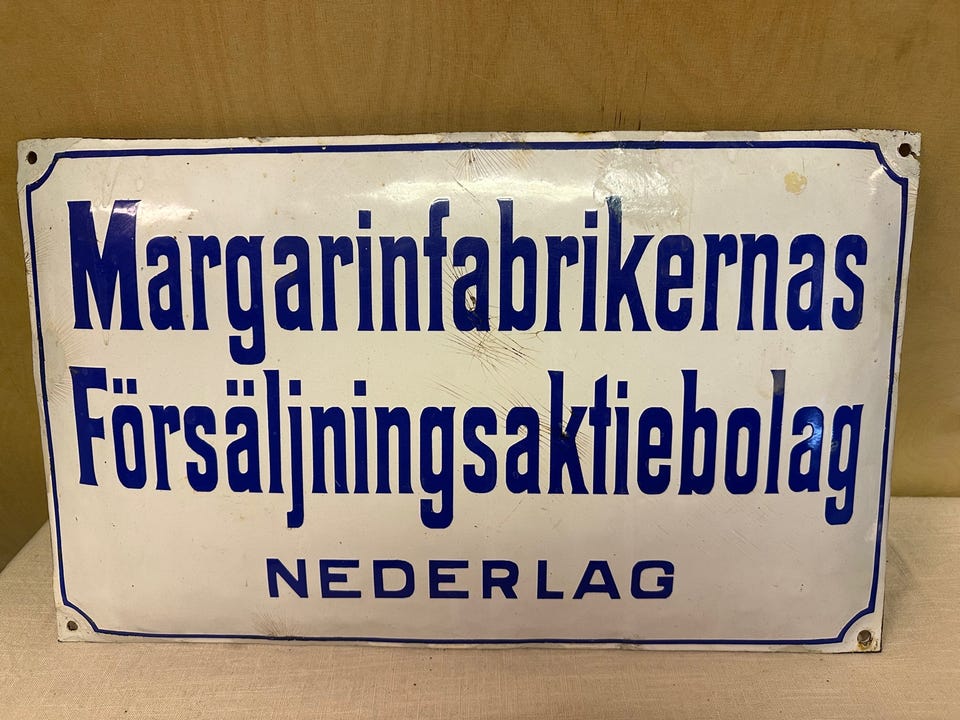 Margarinfabrikernas
Försäljningsaktiebolag
NEDERLAG